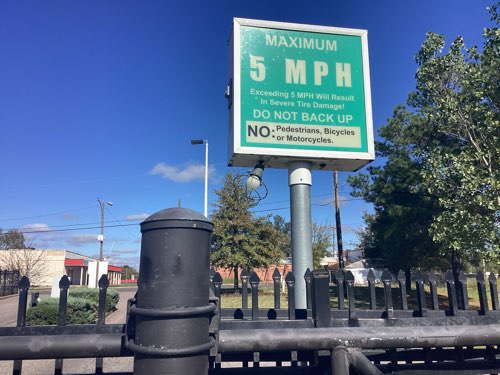 MAXIMUM
5 MPH
Exceeding 5 MPH Will Result
In Severe Tire Damage!
DO NOT BACK UP
NO: Pedestrians, Bicycles
or Motorcycles.